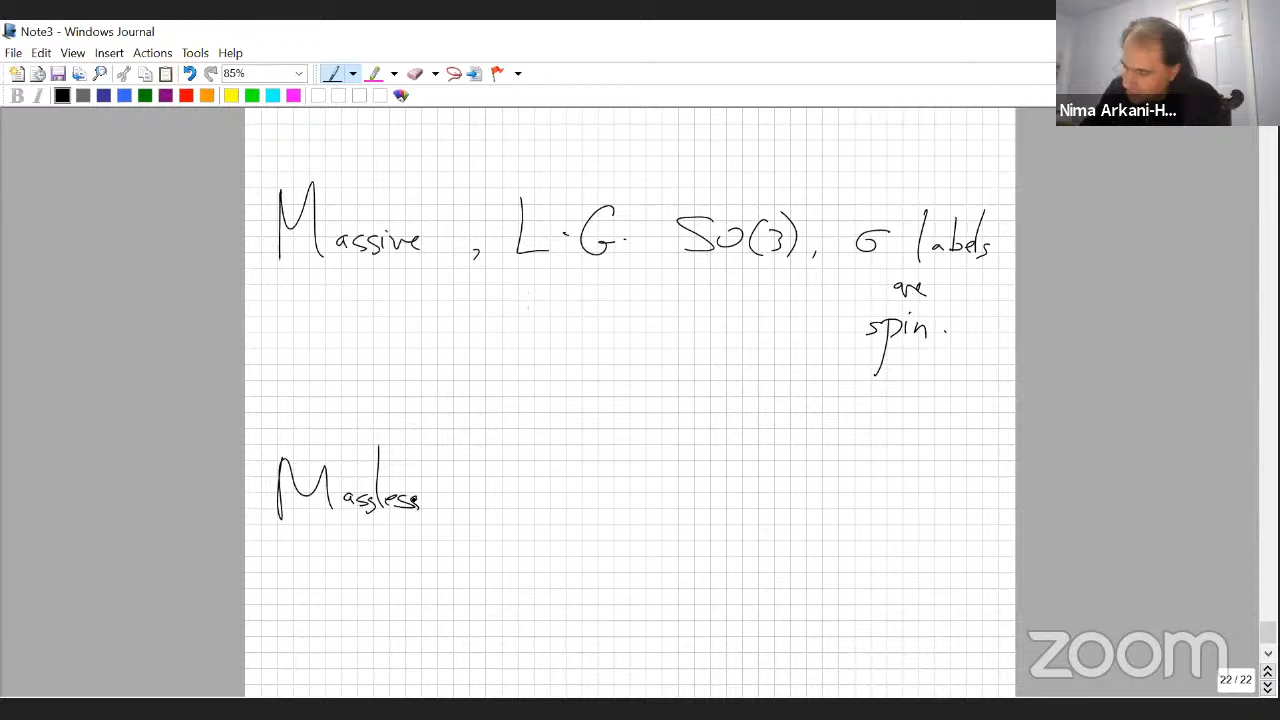 Note3 - Windows Journal
File Edit View Insert Actions Tools Help
85%
Nima Arkani-H...
Massive, L.G. SO(3), σ labels
are
spin.
Massless
zoom
22 / 22